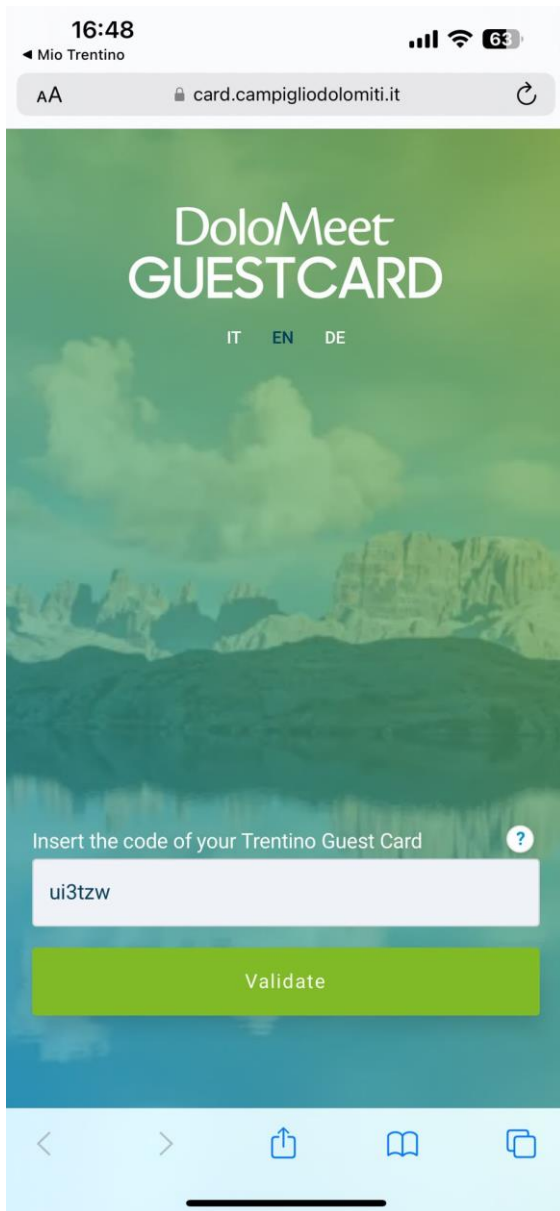 16:48
63
◀ Mio Trentino
AA card.campigliodolomiti.it
DoloMeet
GUESTCARD
IT EN DE
Insert the code of your Trentino Guest Card ?
ui3tzw
Validate